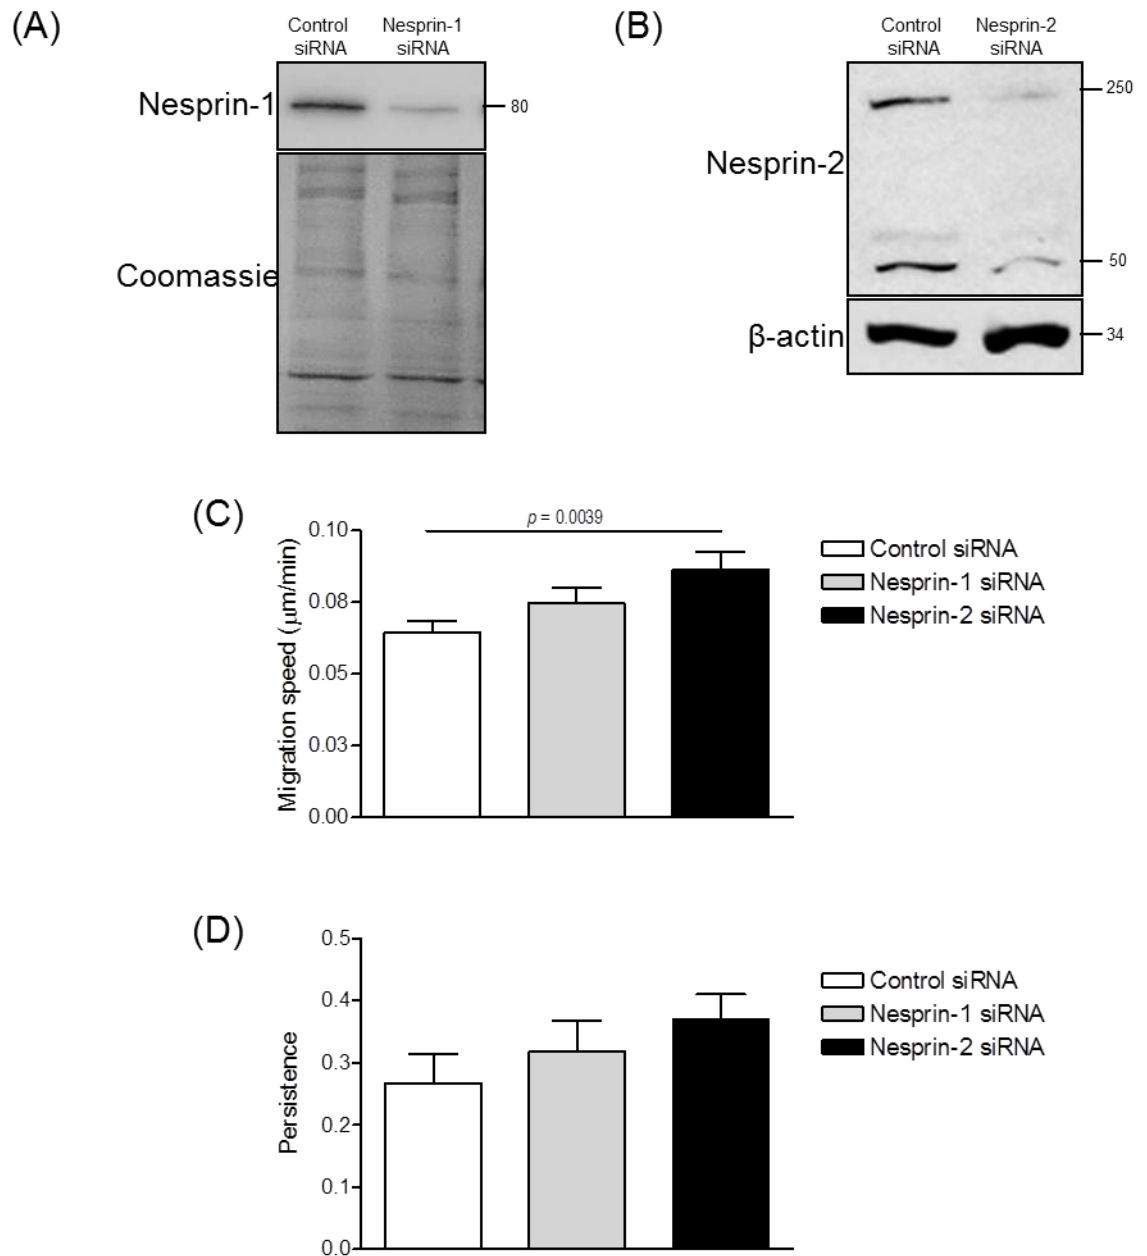 (A)
Control
siRNA
Nesprin-1
siRNA
Nesprin-1
80
Coomassie
(B)
Control
siRNA
Nesprin-2
siRNA
250
Nesprin-2
50
β-actin
34
(C)
p = 0.0039
0.10
0.08
0.05
0.03
0.00
Migration speed (μm/min)
Control siRNA
Nesprin-1 siRNA
Nesprin-2 siRNA
(D)
0.5
0.4
0.3
0.2
0.1
0.0
Persistence
Control siRNA
Nesprin-1 siRNA
Nesprin-2 siRNA